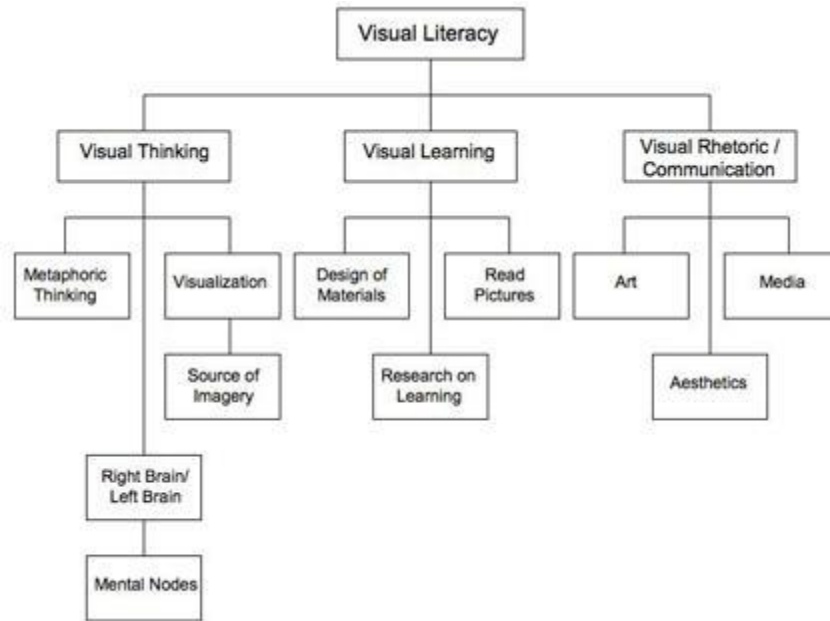 Visual Literacy
Visual Thinking
Visual Learning
Visual Rhetoric /
Communication
Metaphoric
Thinking
Visualization
Design of
Materials
Read
Pictures
Art
Media
Source of
Imagery
Research on
Learning
Aesthetics
Right Brain/
Left Brain
Mental Nodes